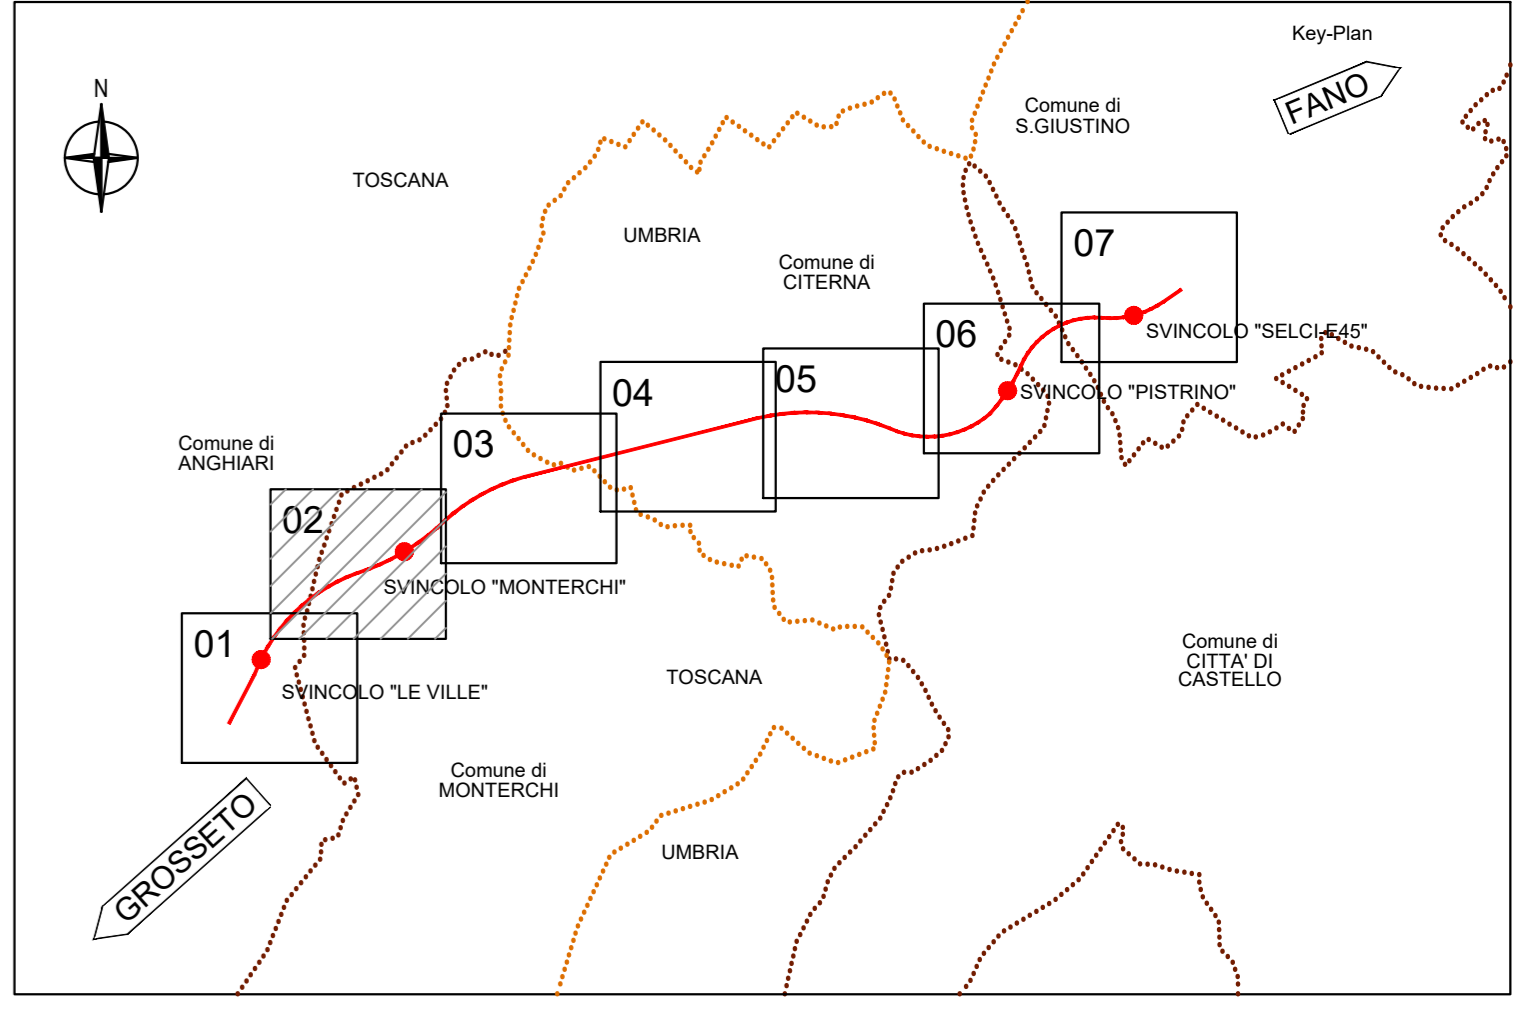 Key-Plan
N
FANO
Comune di
S.GIUSTINO
TOSCANA
UMBRIA
07
Comune di
CITERNA
06
SVINCOLO "SELCI-E45"
05
04
SVINCOLO "PISTRINO"
03
Comune di
ANGHIARI
02
SVINCOLO "MONTERCHI"
01
SVINCOLO "LE VILLE"
TOSCANA
Comune di
CITTA' DI
CASTELLO
Comune di
MONTERCHI
GROSSETO
UMBRIA